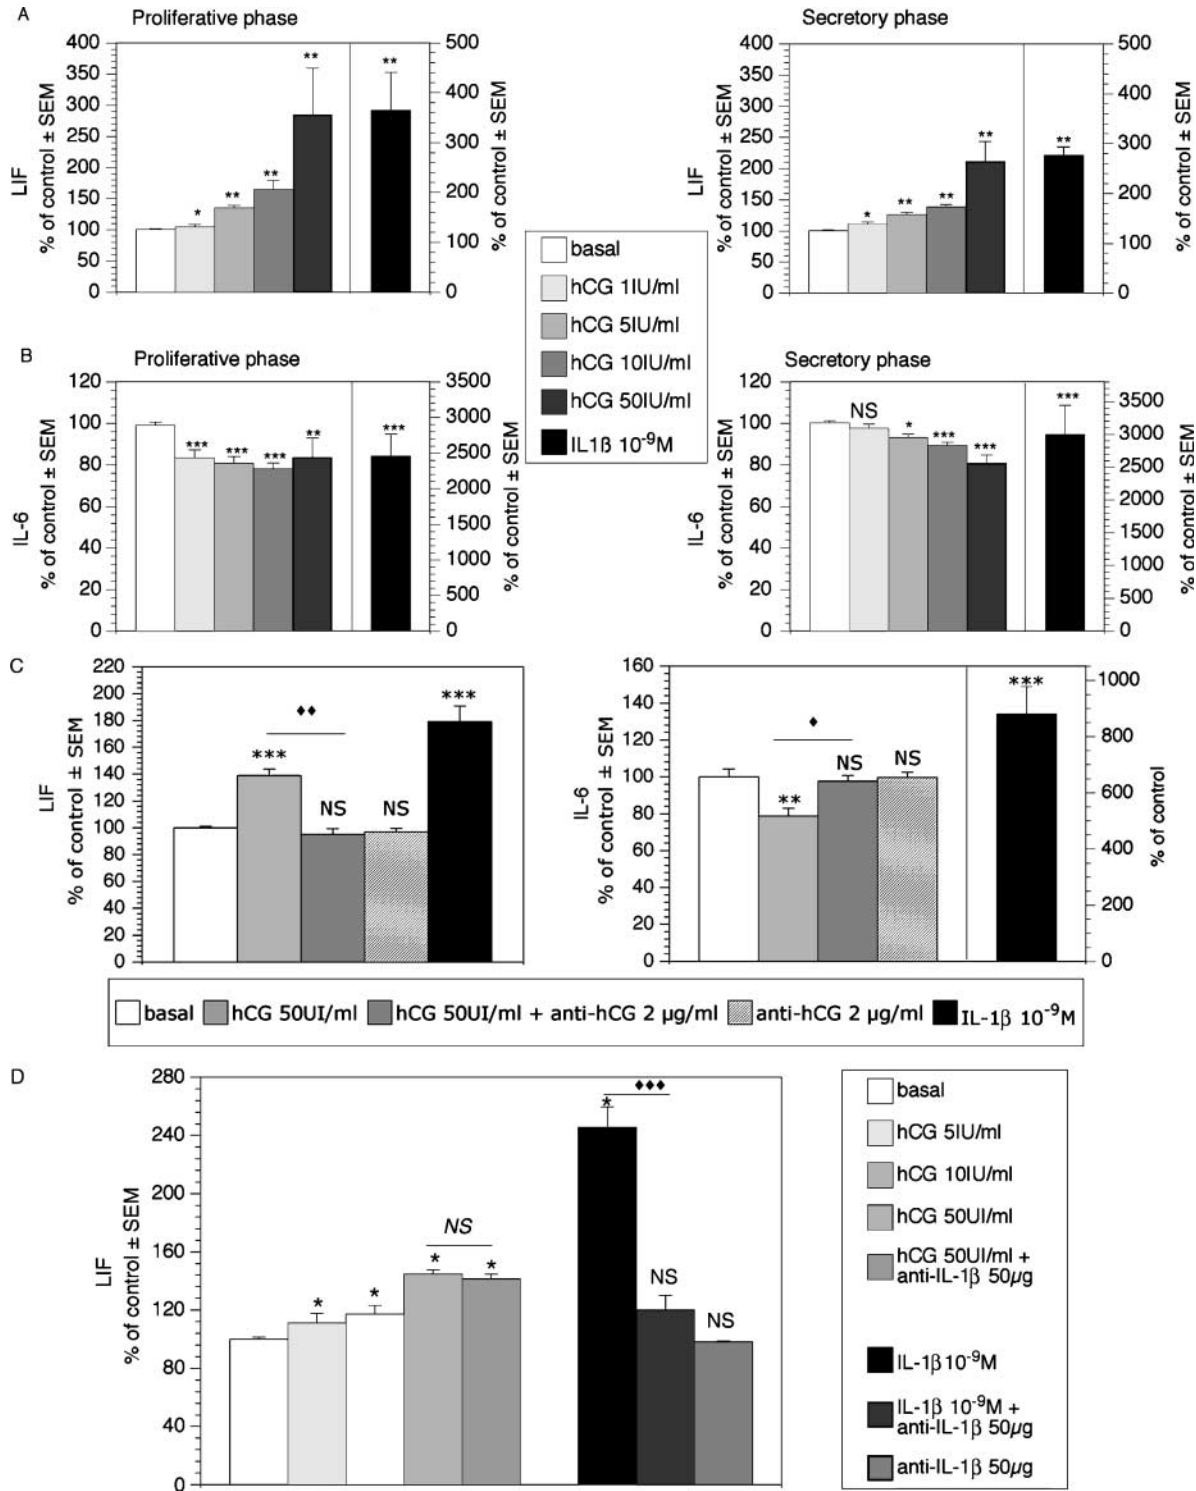 A
Proliferative phase
Secretory phase
400
350
300
250
200
150
100
50
0
LIF
% of control ± SEM
500
400
300
200
100
0
% of control ± SEM
*
**
**
**
**
400
350
300
250
200
150
100
50
0
LIF
% of control ± SEM
500
400
300
200
100
0
% of control ± SEM
*
**
**
**
**
basal
hCG 1IU/ml
hCG 5IU/ml
hCG 10IU/ml
hCG 50IU/ml
IL1ß 10⁻⁹M
B
Proliferative phase
Secretory phase
120
100
80
60
40
20
0
IL-6
% of control ± SEM
3500
3000
2500
2000
1500
1000
500
0
% of control ± SEM
***
***
***
**
***
120
100
80
60
40
20
0
IL-6
% of control ± SEM
3500
3000
2500
2000
1500
1000
500
0
% of control ± SEM
NS
*
***
***
***
C
220
200
180
160
140
120
100
80
60
40
20
0
LIF
% of control ± SEM
***
♦♦
NS
NS
***
160
140
120
100
80
60
40
20
0
IL-6
% of control ± SEM
1000
800
600
400
200
0
% of control
**
♦
NS
NS
***
basal
hCG 50UI/ml
hCG 50UI/ml + anti-hCG 2 µg/ml
anti-hCG 2 µg/ml
IL-1β 10⁻⁹M
D
280
240
200
160
120
80
40
0
LIF
% of control ± SEM
*
*
*
NS
*
*
♦♦♦
NS
NS
basal
hCG 5IU/ml
hCG 10IU/ml
hCG 50UI/ml
hCG 50UI/ml +
anti-IL-1β 50µg
IL-1β 10⁻⁹M
IL-1β 10⁻⁹M +
anti-IL-1β 50µg
anti-IL-1β 50µg